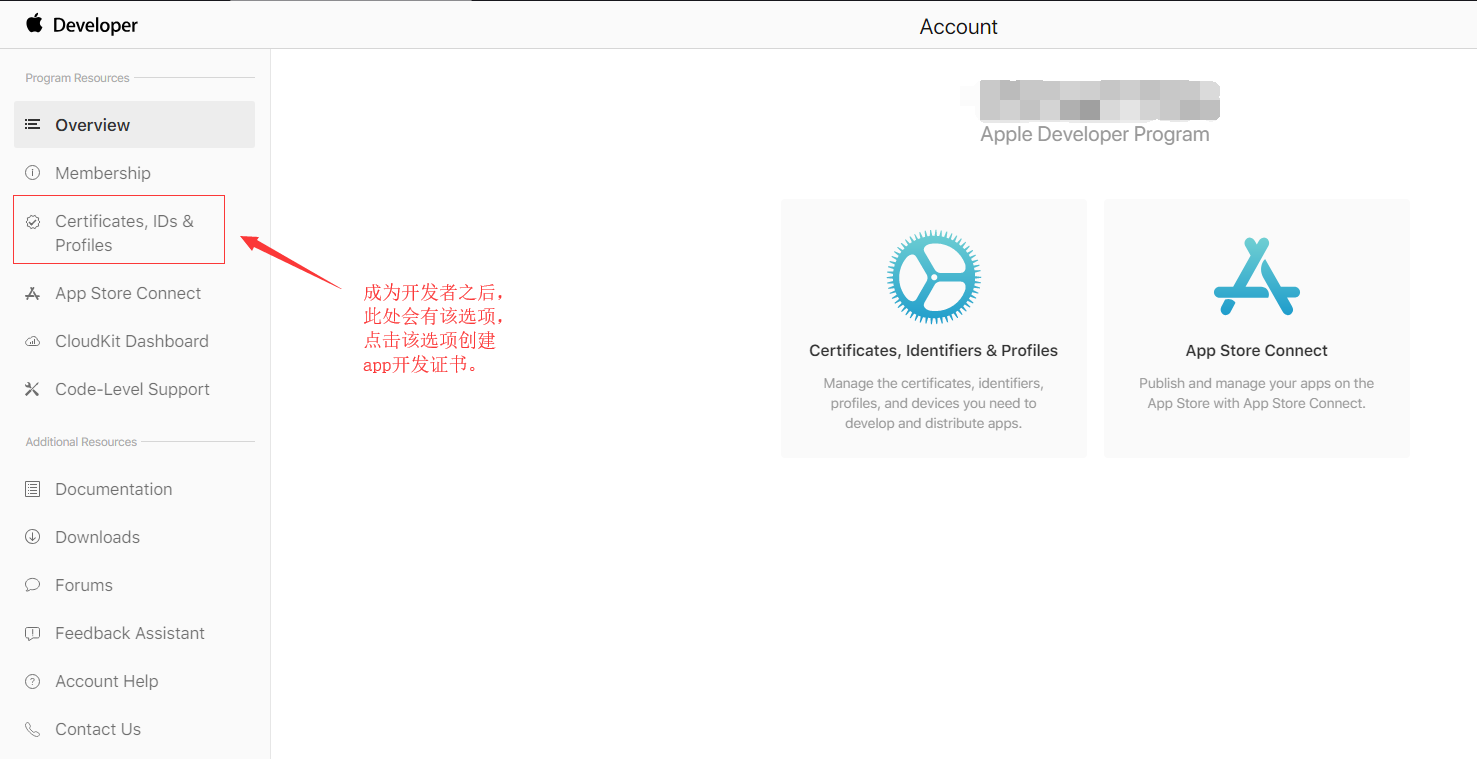 Developer
Account
Program Resources
Overview
Membership
Certificates, IDs &
Profiles
App Store Connect
CloudKit Dashboard
Code-Level Support
Additional Resources
Documentation
Downloads
Forums
Feedback Assistant
Account Help
Contact Us
成为开发者之后，
此处会有该选项，
点击该选项创建
app开发证书。
Apple Developer Program
Certificates, Identifiers & Profiles
Manage the certificates, identifiers,
profiles, and devices you need to
develop and distribute apps.
App Store Connect
Publish and manage your apps on the
App Store with App Store Connect.